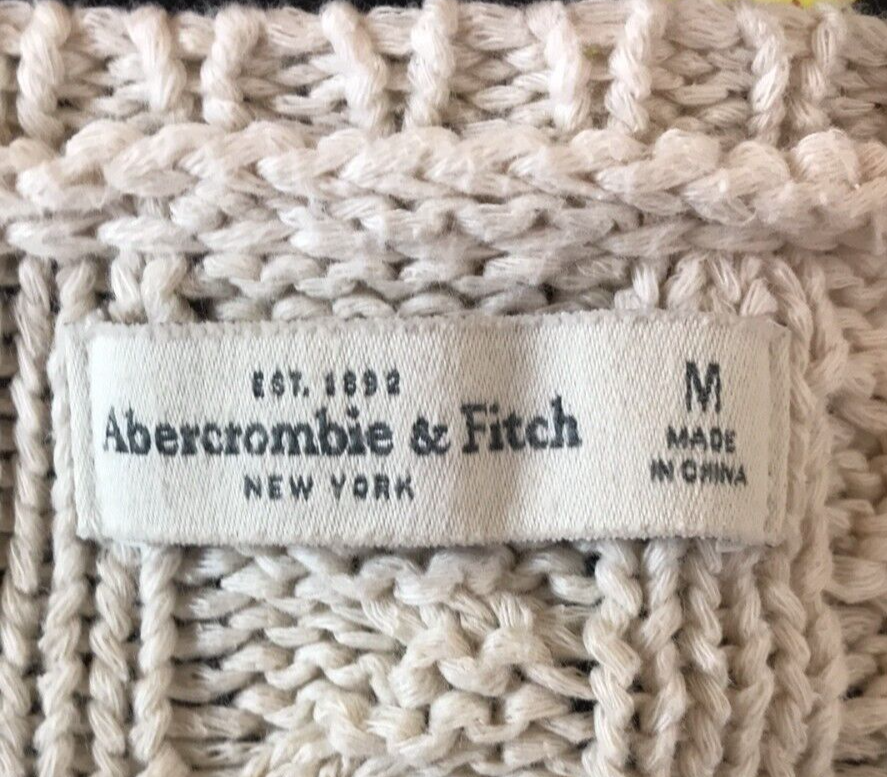 EST. 1892
Abercrombie & Fitch
NEW YORK
M
MADE
IN CHINA